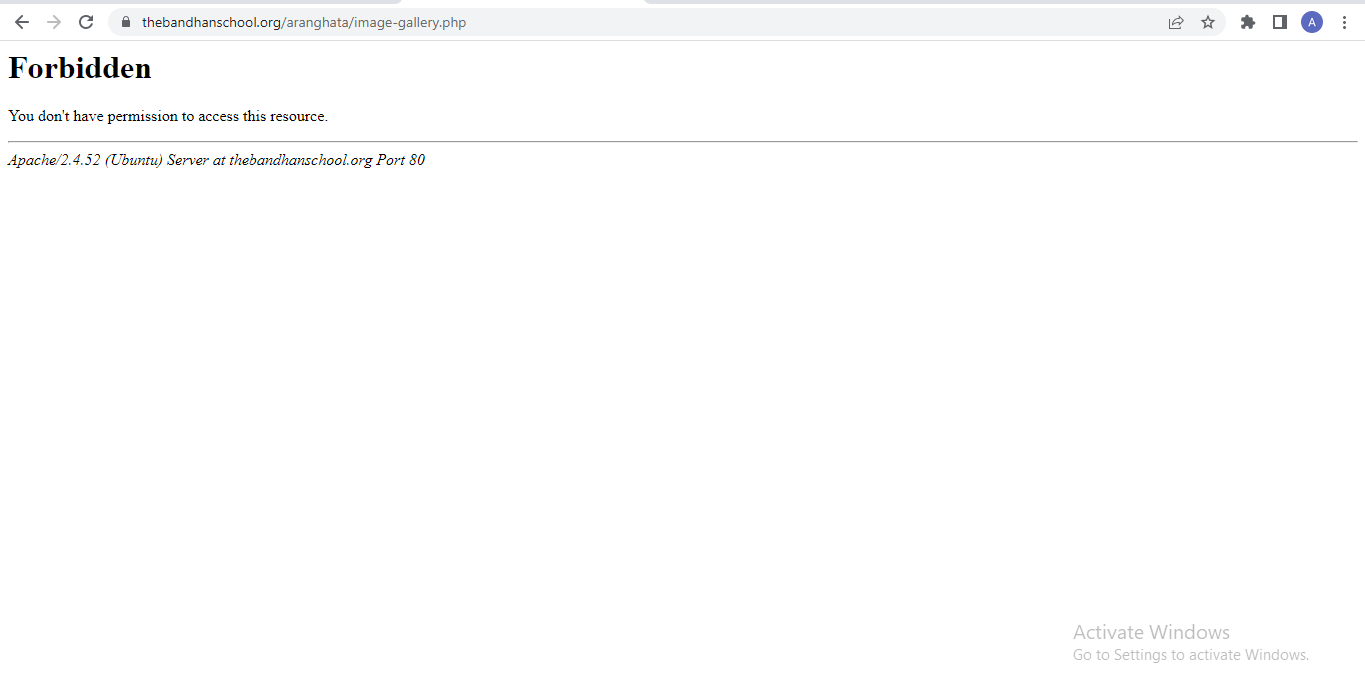 thebandhanschool.org/aranghata/image-gallery.php
A
Forbidden
You don't have permission to access this resource.
Apache/2.4.52 (Ubuntu) Server at thebandhanschool.org Port 80
Activate Windows
Go to Settings to activate Windows.